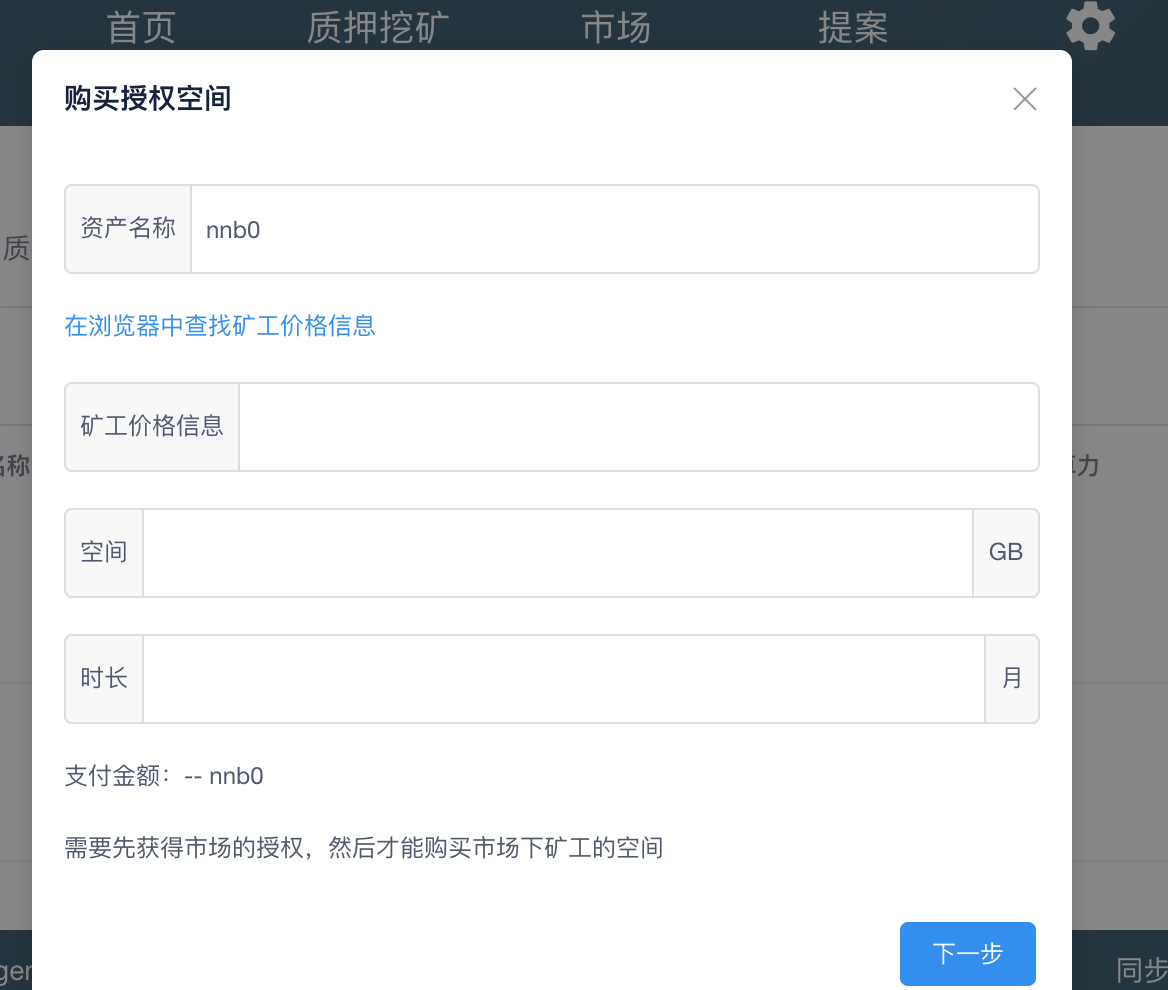 首页 质押挖矿 市场 提案
购买授权空间
质
资产名称 nnb0
在浏览器中查找矿工价格信息
矿工价格信息
称 力
空间 GB
时长 月
支付金额：-- nnb0
需要先获得市场的授权，然后才能购买市场下矿工的空间
下一步
ger 同步